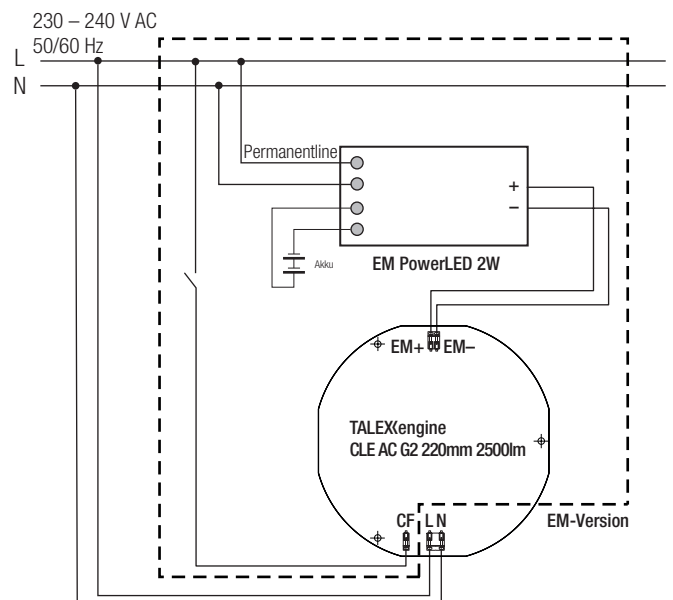 230 – 240 V AC
50/60 Hz
L
N
Permanentline
+
–
Akku
EM PowerLED 2W
EM+ EM–
TALEXXengine
CLE AC G2 220mm 2500lm
CF L N
EM-Version